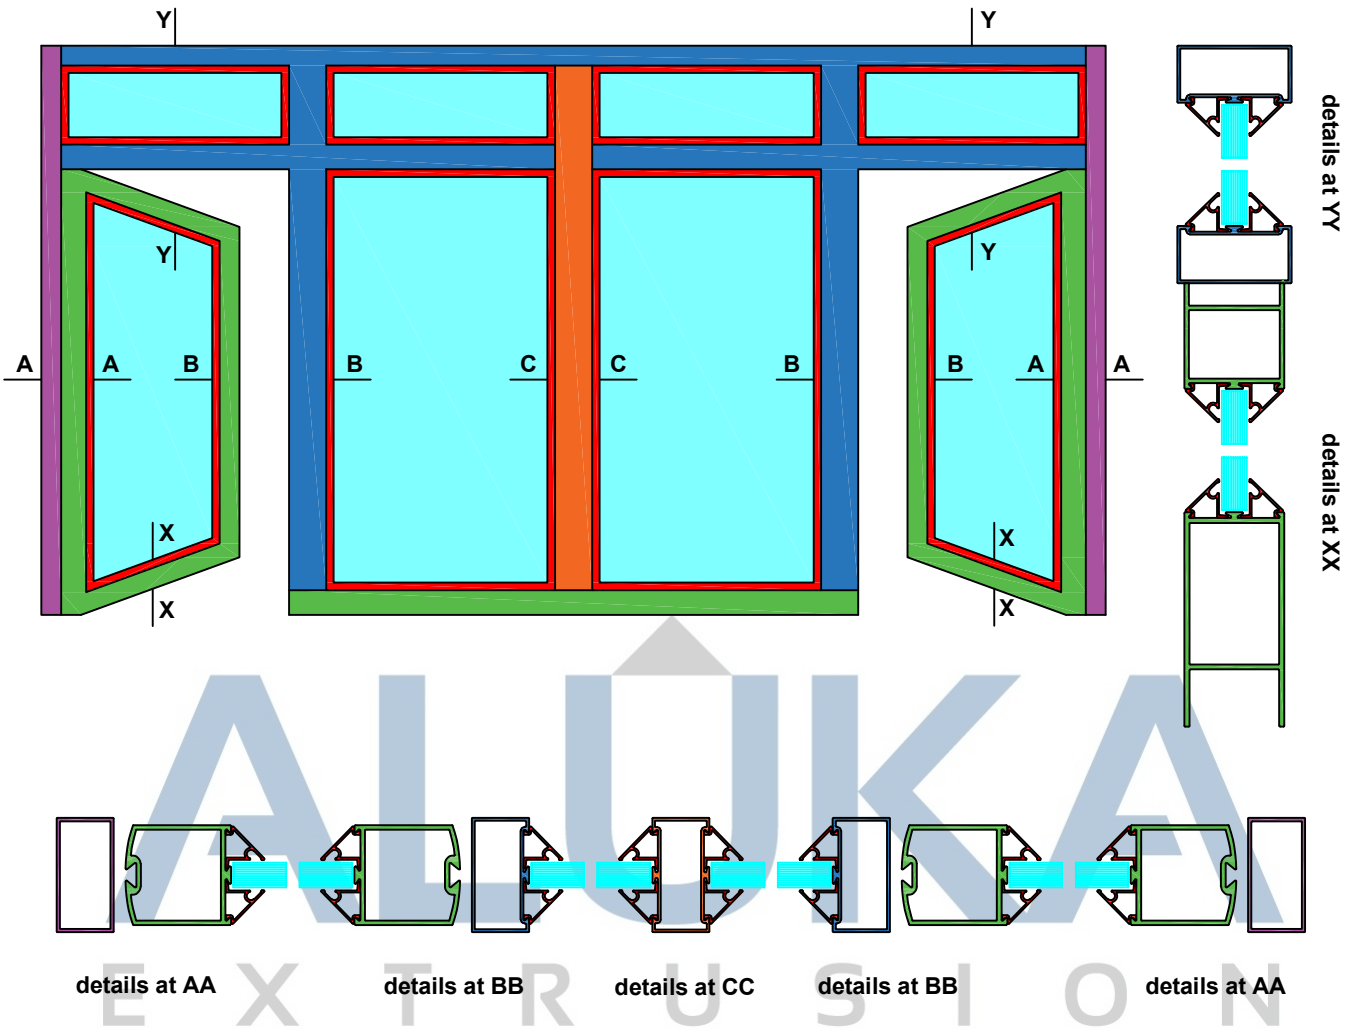 Y
Y
details at YY
Y
Y
A
A
B
B
C
C
B
B
A
A
X
X
details at XX
X
X
ALUKA
details at AA
details at BB
details at CC
details at BB
details at AA
EXTRUSION